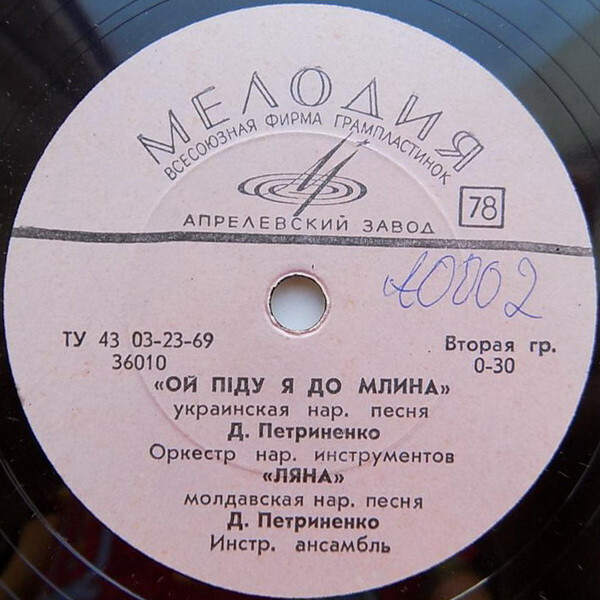 МЕЛОДИЯ
ВСЕСОЮЗНАЯ ФИРМА ГРАМПЛАСТИНОК
АПРЕЛЕВСКИЙ ЗАВОД
78
10002
ТУ 43 03-23-69
Вторая гр.
36010
0-30
«ОЙ ПІДУ Я ДО МЛИНА»
украинская нар. песня
Д. Петриненко
Оркестр нар. инструментов
«ЛЯНА»
молдавская нар. песня
Д. Петриненко
Инстр. ансамбль